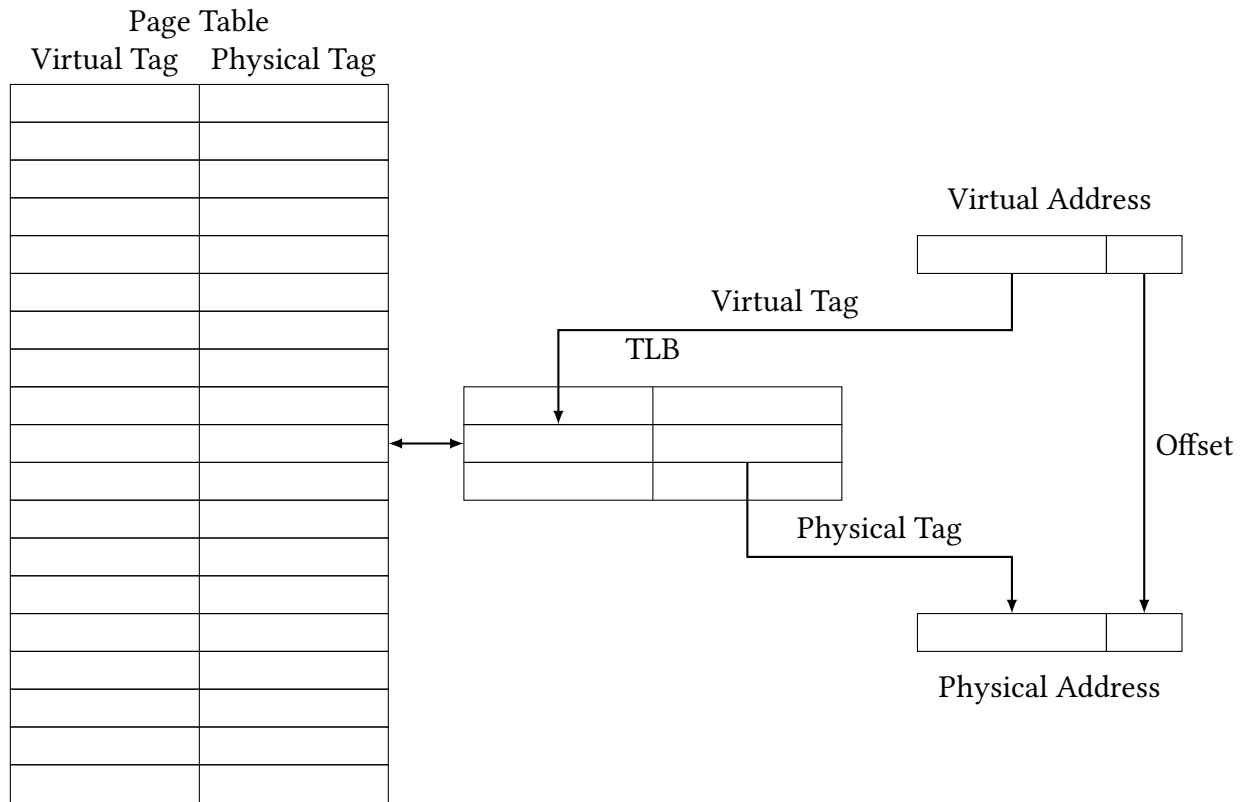 Page Table
Virtual Tag Physical Tag
Virtual Address
Virtual Tag
TLB
Offset
Physical Tag
Physical Address